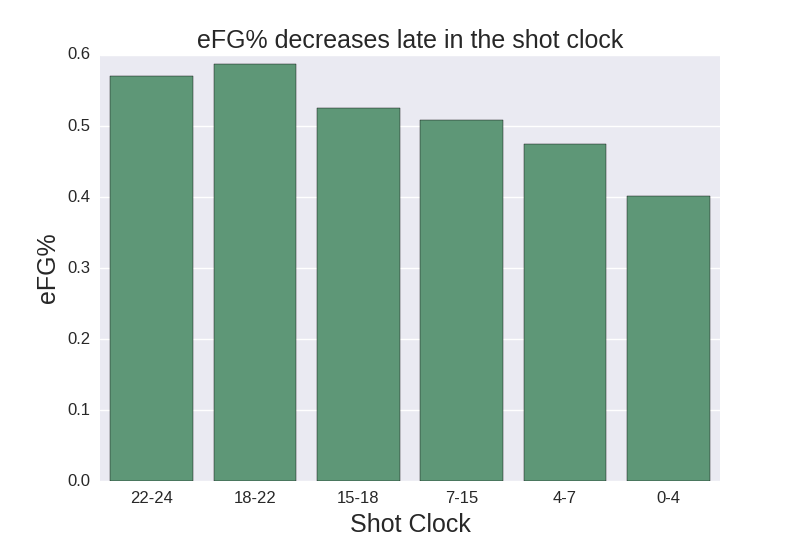 eFG% decreases late in the shot clock
0.6
0.5
0.4
0.3
0.2
0.1
0.0
eFG%
22-24 18-22 15-18 7-15 4-7 0-4
Shot Clock